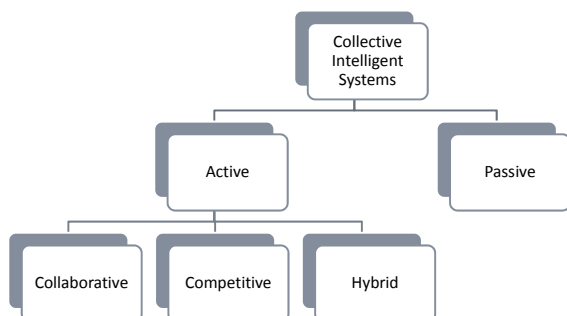 Collective
Intelligent
Systems
Active
Passive
Collaborative
Competitive
Hybrid